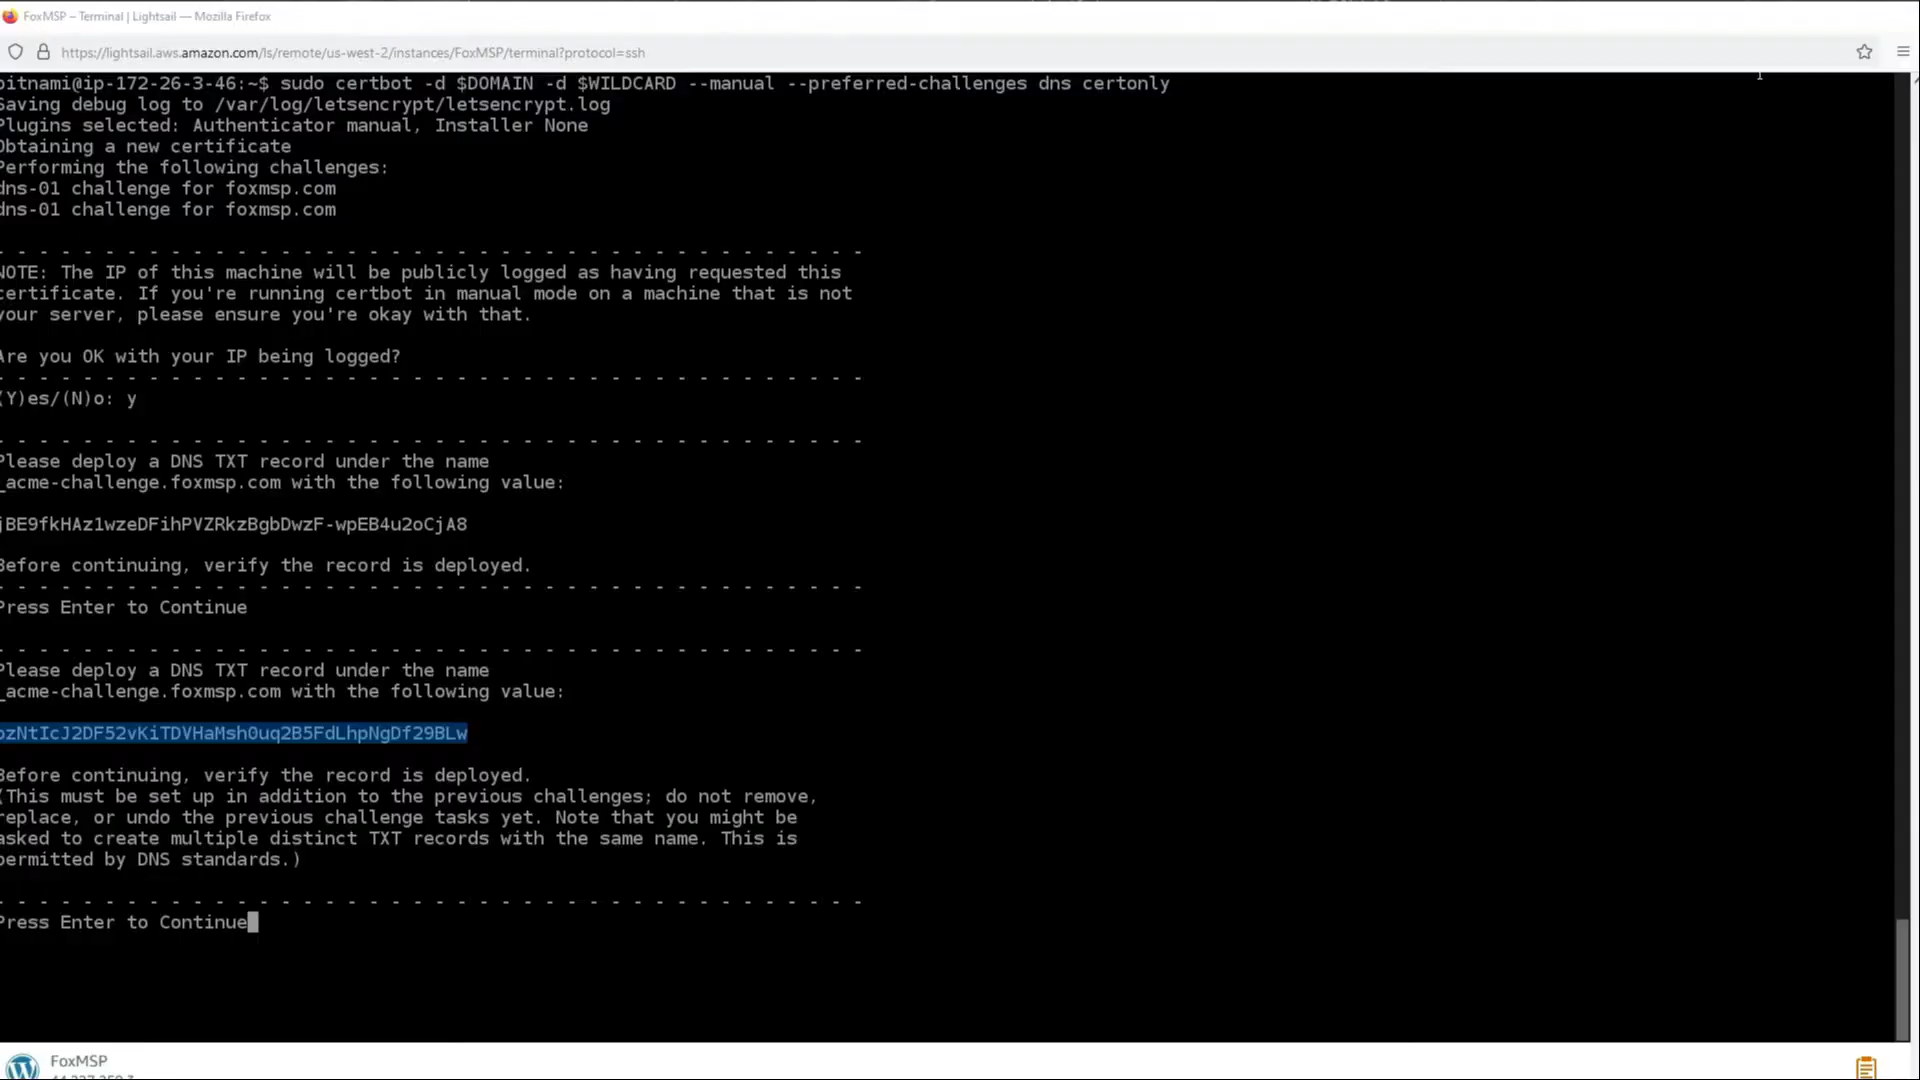 FoxMSP – Terminal | Lightsail — Mozilla Firefox
https://lightsail.aws.amazon.com/ls/remote/us-west-2/instances/FoxMSP/terminal?protocol=ssh
bitnami@ip-172-26-3-46:~$ sudo certbot -d $DOMAIN -d $WILDCARD --manual --preferred-challenges dns certonly
Saving debug log to /var/log/letsencrypt/letsencrypt.log
Plugins selected: Authenticator manual, Installer None
Obtaining a new certificate
Performing the following challenges:
dns-01 challenge for foxmsp.com
dns-01 challenge for foxmsp.com
- - - - - - - - - - - - - - - - - - - - - - - - - - - - - - - - - - - - - - - -
NOTE: The IP of this machine will be publicly logged as having requested this
certificate. If you're running certbot in manual mode on a machine that is not
your server, please ensure you're okay with that.
Are you OK with your IP being logged?
- - - - - - - - - - - - - - - - - - - - - - - - - - - - - - - - - - - - - - - -
(Y)es/(N)o: y
- - - - - - - - - - - - - - - - - - - - - - - - - - - - - - - - - - - - - - - -
Please deploy a DNS TXT record under the name
_acme-challenge.foxmsp.com with the following value:
jBE9fkHAz1wzeDFihPVZRkzBgbDwzF-wpEB4u2oCjA8
Before continuing, verify the record is deployed.
- - - - - - - - - - - - - - - - - - - - - - - - - - - - - - - - - - - - - - - -
Press Enter to Continue
- - - - - - - - - - - - - - - - - - - - - - - - - - - - - - - - - - - - - - - -
Please deploy a DNS TXT record under the name
_acme-challenge.foxmsp.com with the following value:
ozNtIcJ2DF52vKiTDVHaMsh0uq2B5FdLhpNgDf29BLw
Before continuing, verify the record is deployed.
(This must be set up in addition to the previous challenges; do not remove,
replace, or undo the previous challenge tasks yet. Note that you might be
asked to create multiple distinct TXT records with the same name. This is
permitted by DNS standards.)
- - - - - - - - - - - - - - - - - - - - - - - - - - - - - - - - - - - - - - - -
Press Enter to Continue
FoxMSP